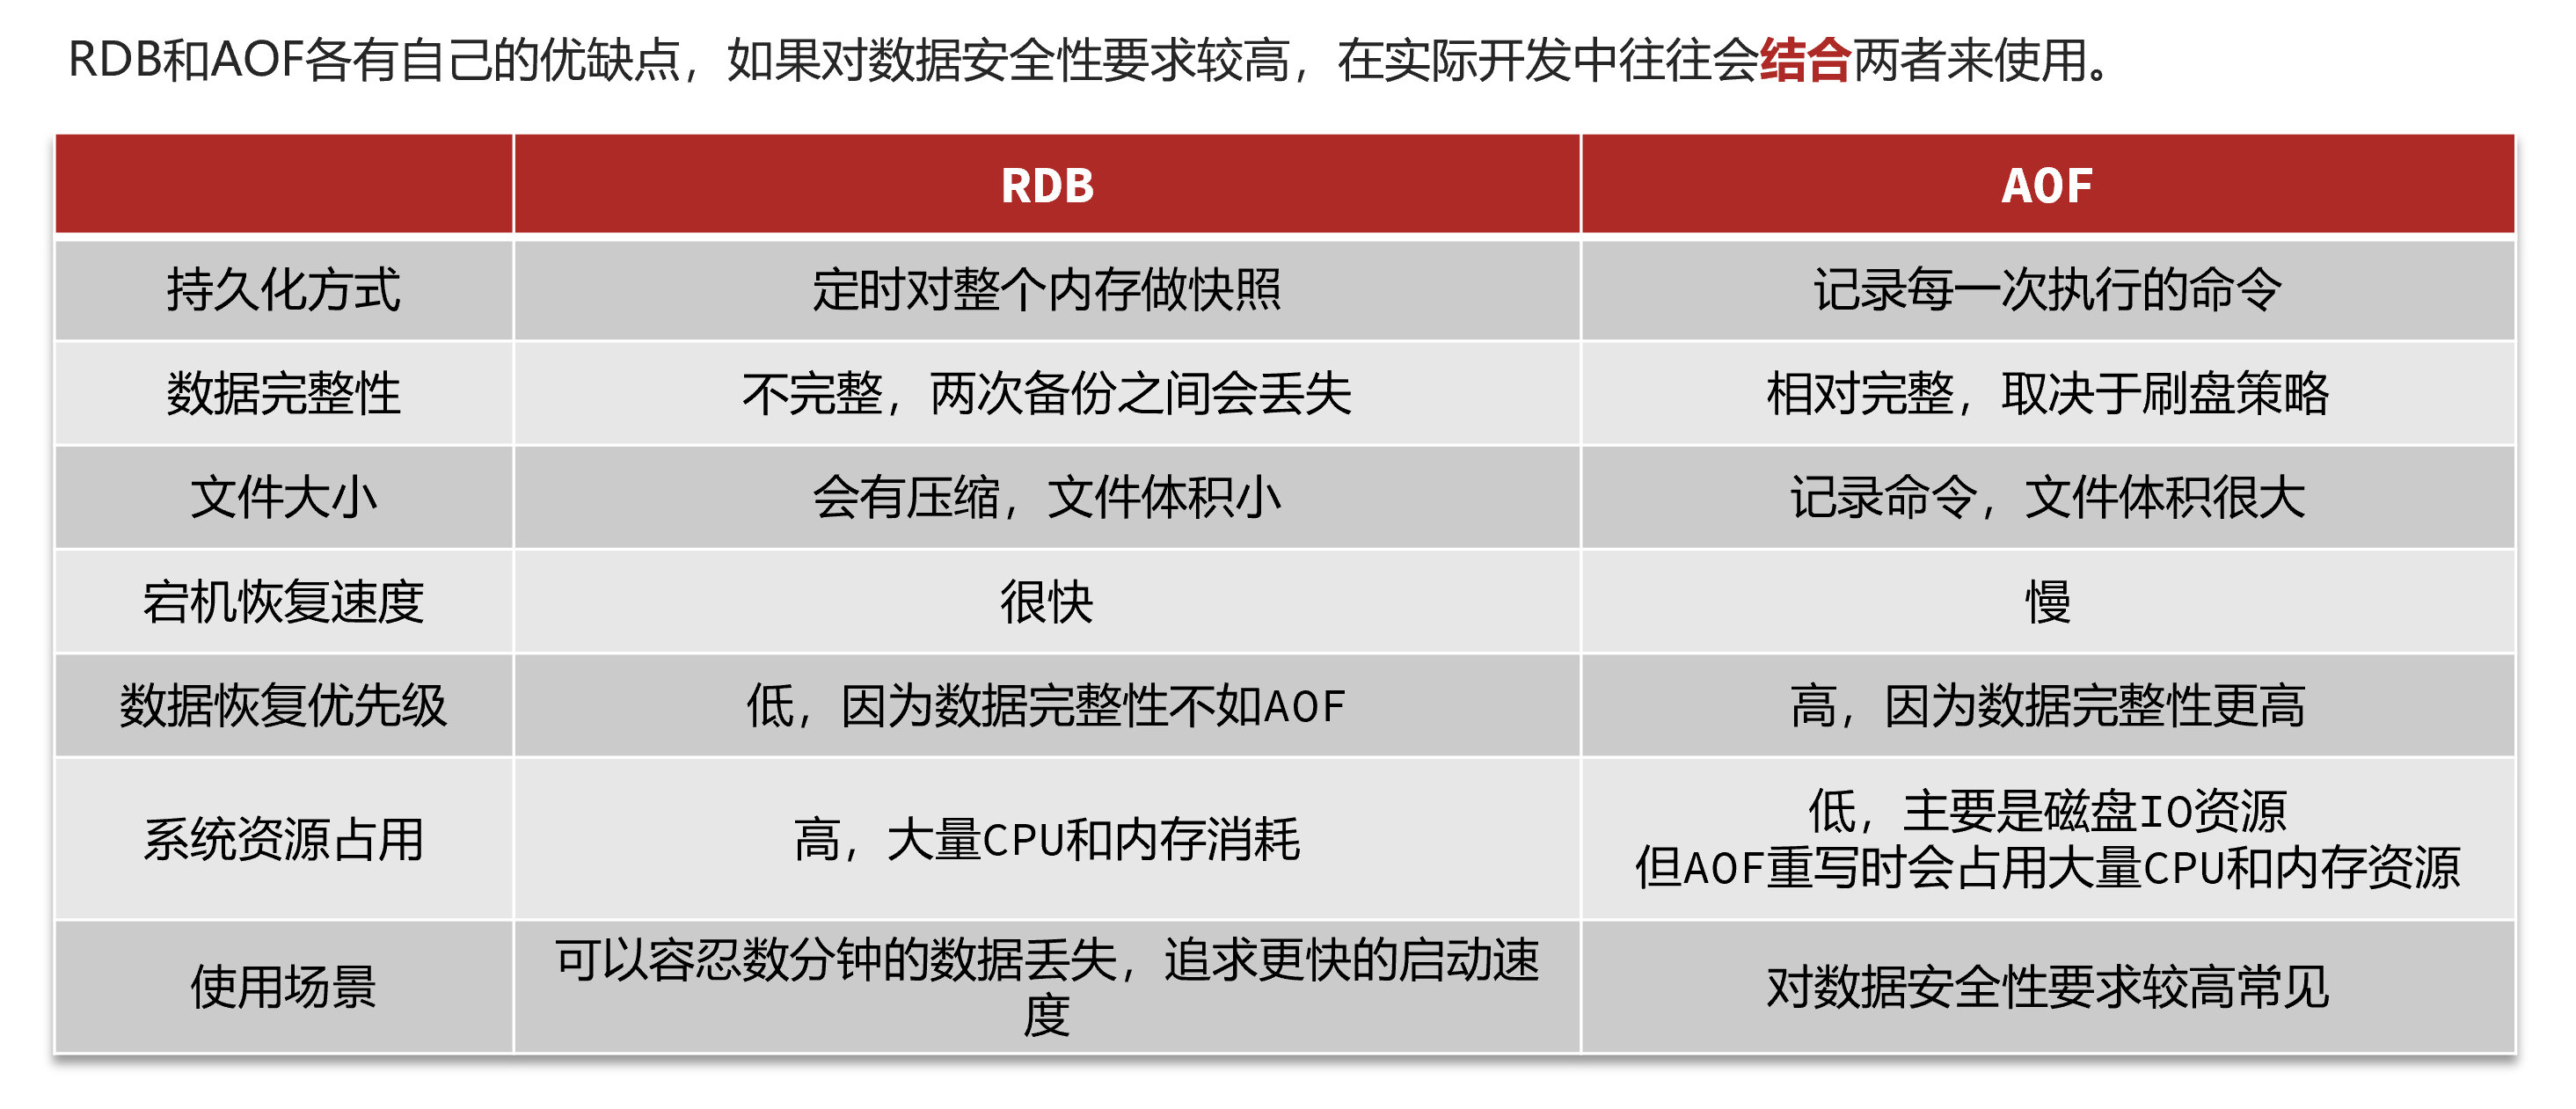 RDB和AOF各有自己的优缺点，如果对数据安全性要求较高，在实际开发中往往会结合两者来使用。
RDB AOF
持久化方式 定时对整个内存做快照 记录每一次执行的命令
数据完整性 不完整，两次备份之间会丢失 相对完整，取决于刷盘策略
文件大小 会有压缩，文件体积小 记录命令，文件体积很大
宕机恢复速度 很快 慢
数据恢复优先级 低，因为数据完整性不如AOF 高，因为数据完整性更高
系统资源占用 高，大量CPU和内存消耗 低，主要是磁盘IO资源
但AOF重写时会占用大量CPU和内存资源
使用场景 可以容忍数分钟的数据丢失，追求更快的启动速
度 对数据安全性要求较高常见